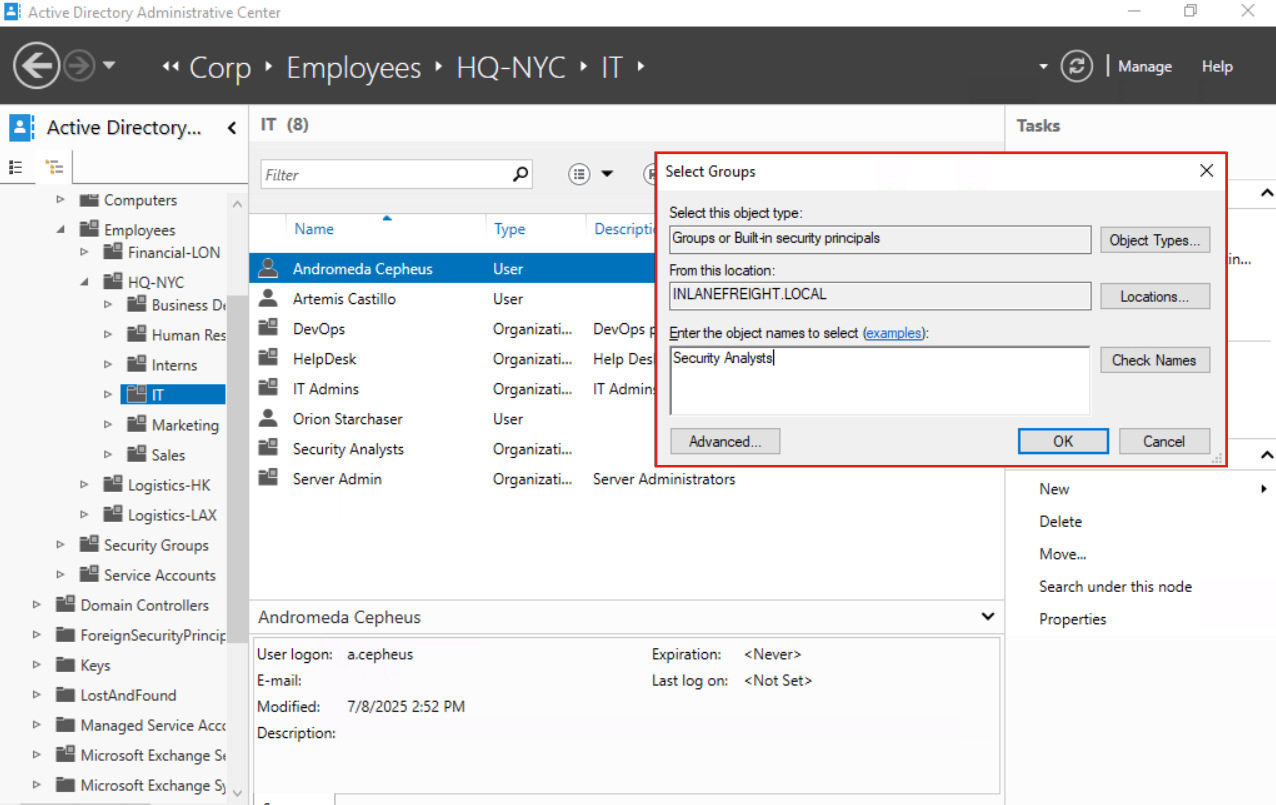 Active Directory Administrative Center
Corp Employees HQ-NYC IT
Manage Help
Active Directory...
Computers
Employees
Financial-LON
HQ-NYC
Business De
Human Res
Interns
IT
Marketing
Sales
Logistics-HK
Logistics-LAX
Security Groups
Service Accounts
Domain Controllers
ForeignSecurityPrincip
Keys
LostAndFound
Managed Service Acco
Microsoft Exchange Se
Microsoft Exchange Sy
IT (8)
Filter
Name Type Descriptio
Andromeda Cepheus User
Artemis Castillo User
DevOps Organizati... DevOps p
HelpDesk Organizati... Help Des
IT Admins Organizati... IT Admin
Orion Starchaser User
Security Analysts Organizati...
Server Admin Organizati... Server Administrators
Andromeda Cepheus
User logon: a.cepheus
E-mail:
Modified: 7/8/2025 2:52 PM
Description:
Expiration: <Never>
Last log on: <Not Set>
Select Groups
Select this object type:
Groups or Built-in security principals
Object Types...
From this location:
INLANEFREIGHT.LOCAL
Locations...
Enter the object names to select (examples):
Security Analysts
Check Names
Advanced...
OK
Cancel
Tasks
in...
New
Delete
Move...
Search under this node
Properties